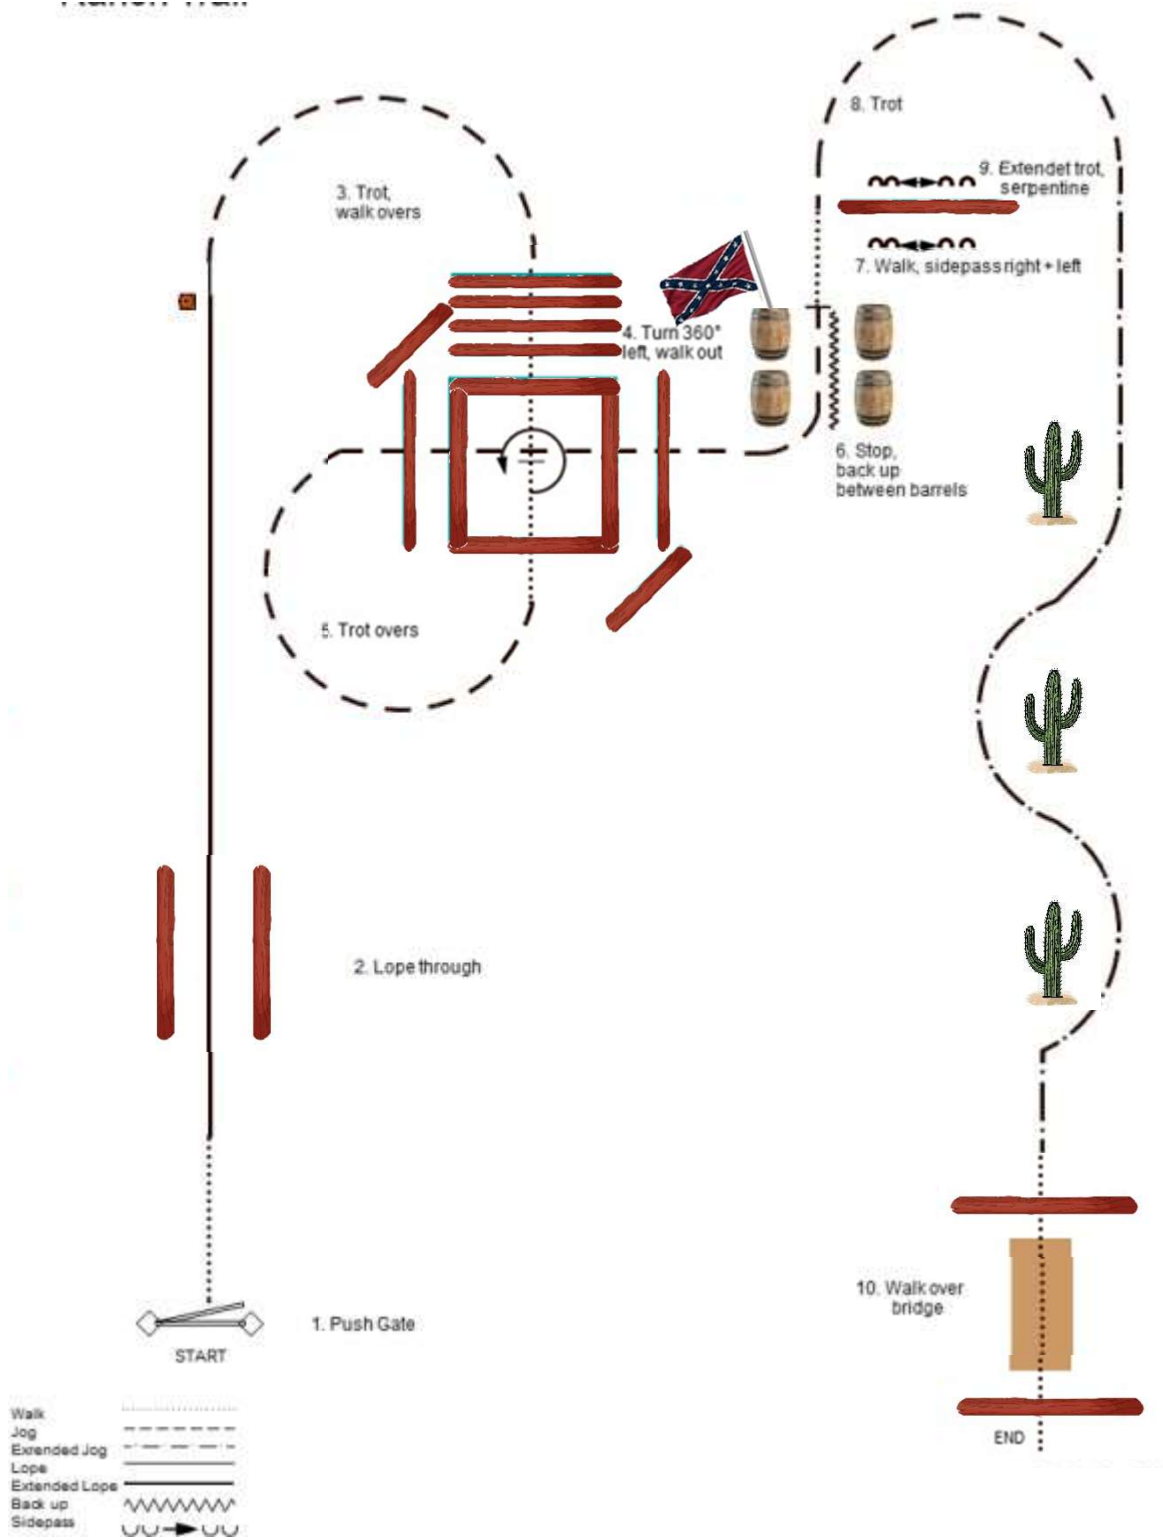 8. Trot
9. Extendet trot,
serpentine
3. Trot,
walk overs
7. Walk, sidepass right + left
4. Turn 360°
left, walk out
6. Stop,
back up
between barrels
5. Trot overs
2. Lope through
10. Walk over
bridge
1. Push Gate
START
END
Walk
Jog
Exrended Jog
Lope
Extended Lope
Back up
Sidepass